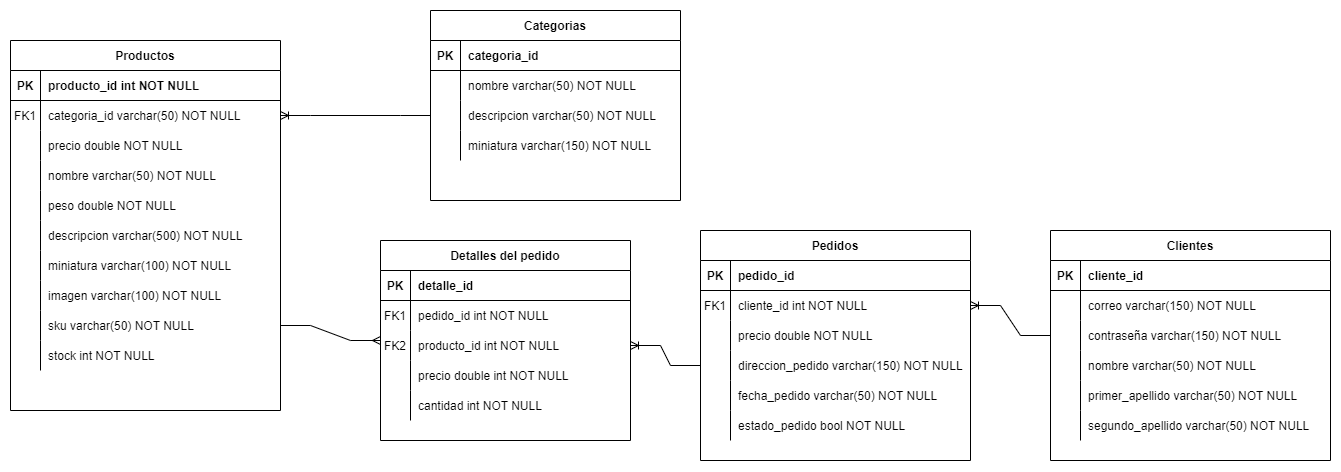 Productos
PK producto_id int NOT NULL
FK1 categoria_id varchar(50) NOT NULL
precio double NOT NULL
nombre varchar(50) NOT NULL
peso double NOT NULL
descripcion varchar(500) NOT NULL
miniatura varchar(100) NOT NULL
imagen varchar(100) NOT NULL
sku varchar(50) NOT NULL
stock int NOT NULL
Categorias
PK categoria_id
nombre varchar(50) NOT NULL
descripcion varchar(50) NOT NULL
miniatura varchar(150) NOT NULL
Detalles del pedido
PK detalle_id
FK1 pedido_id int NOT NULL
FK2 producto_id int NOT NULL
precio double int NOT NULL
cantidad int NOT NULL
Pedidos
PK pedido_id
FK1 cliente_id int NOT NULL
precio double NOT NULL
direccion_pedido varchar(150) NOT NULL
fecha_pedido varchar(50) NOT NULL
estado_pedido bool NOT NULL
Clientes
PK cliente_id
correo varchar(150) NOT NULL
contraseña varchar(150) NOT NULL
nombre varchar(50) NOT NULL
primer_apellido varchar(50) NOT NULL
segundo_apellido varchar(50) NOT NULL